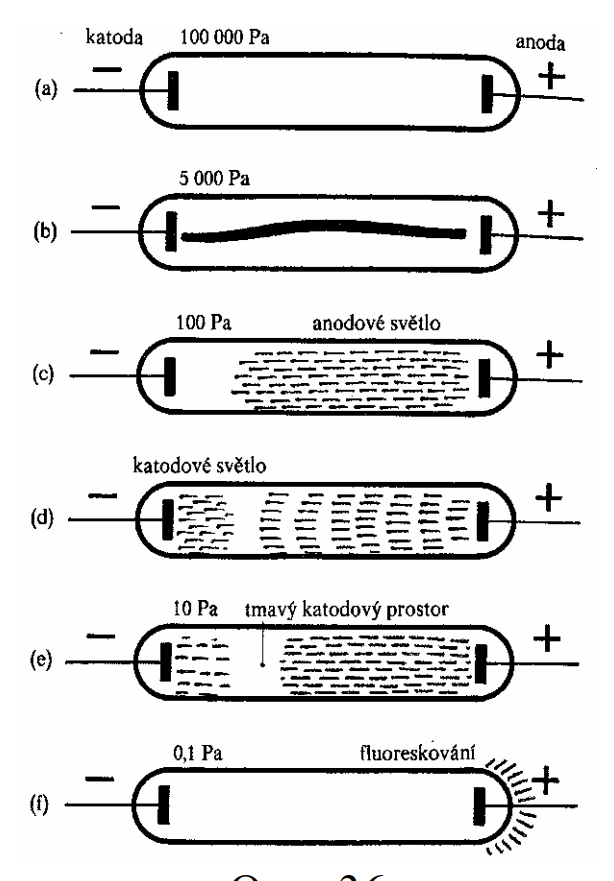 katoda 100 000 Pa anoda
− +
(a)
5 000 Pa
− +
(b)
100 Pa anodové světlo
− +
(c)
katodové světlo
− +
(d)
10 Pa tmavý katodový prostor
− +
(e)
0,1 Pa fluoreskování
− +
(f)